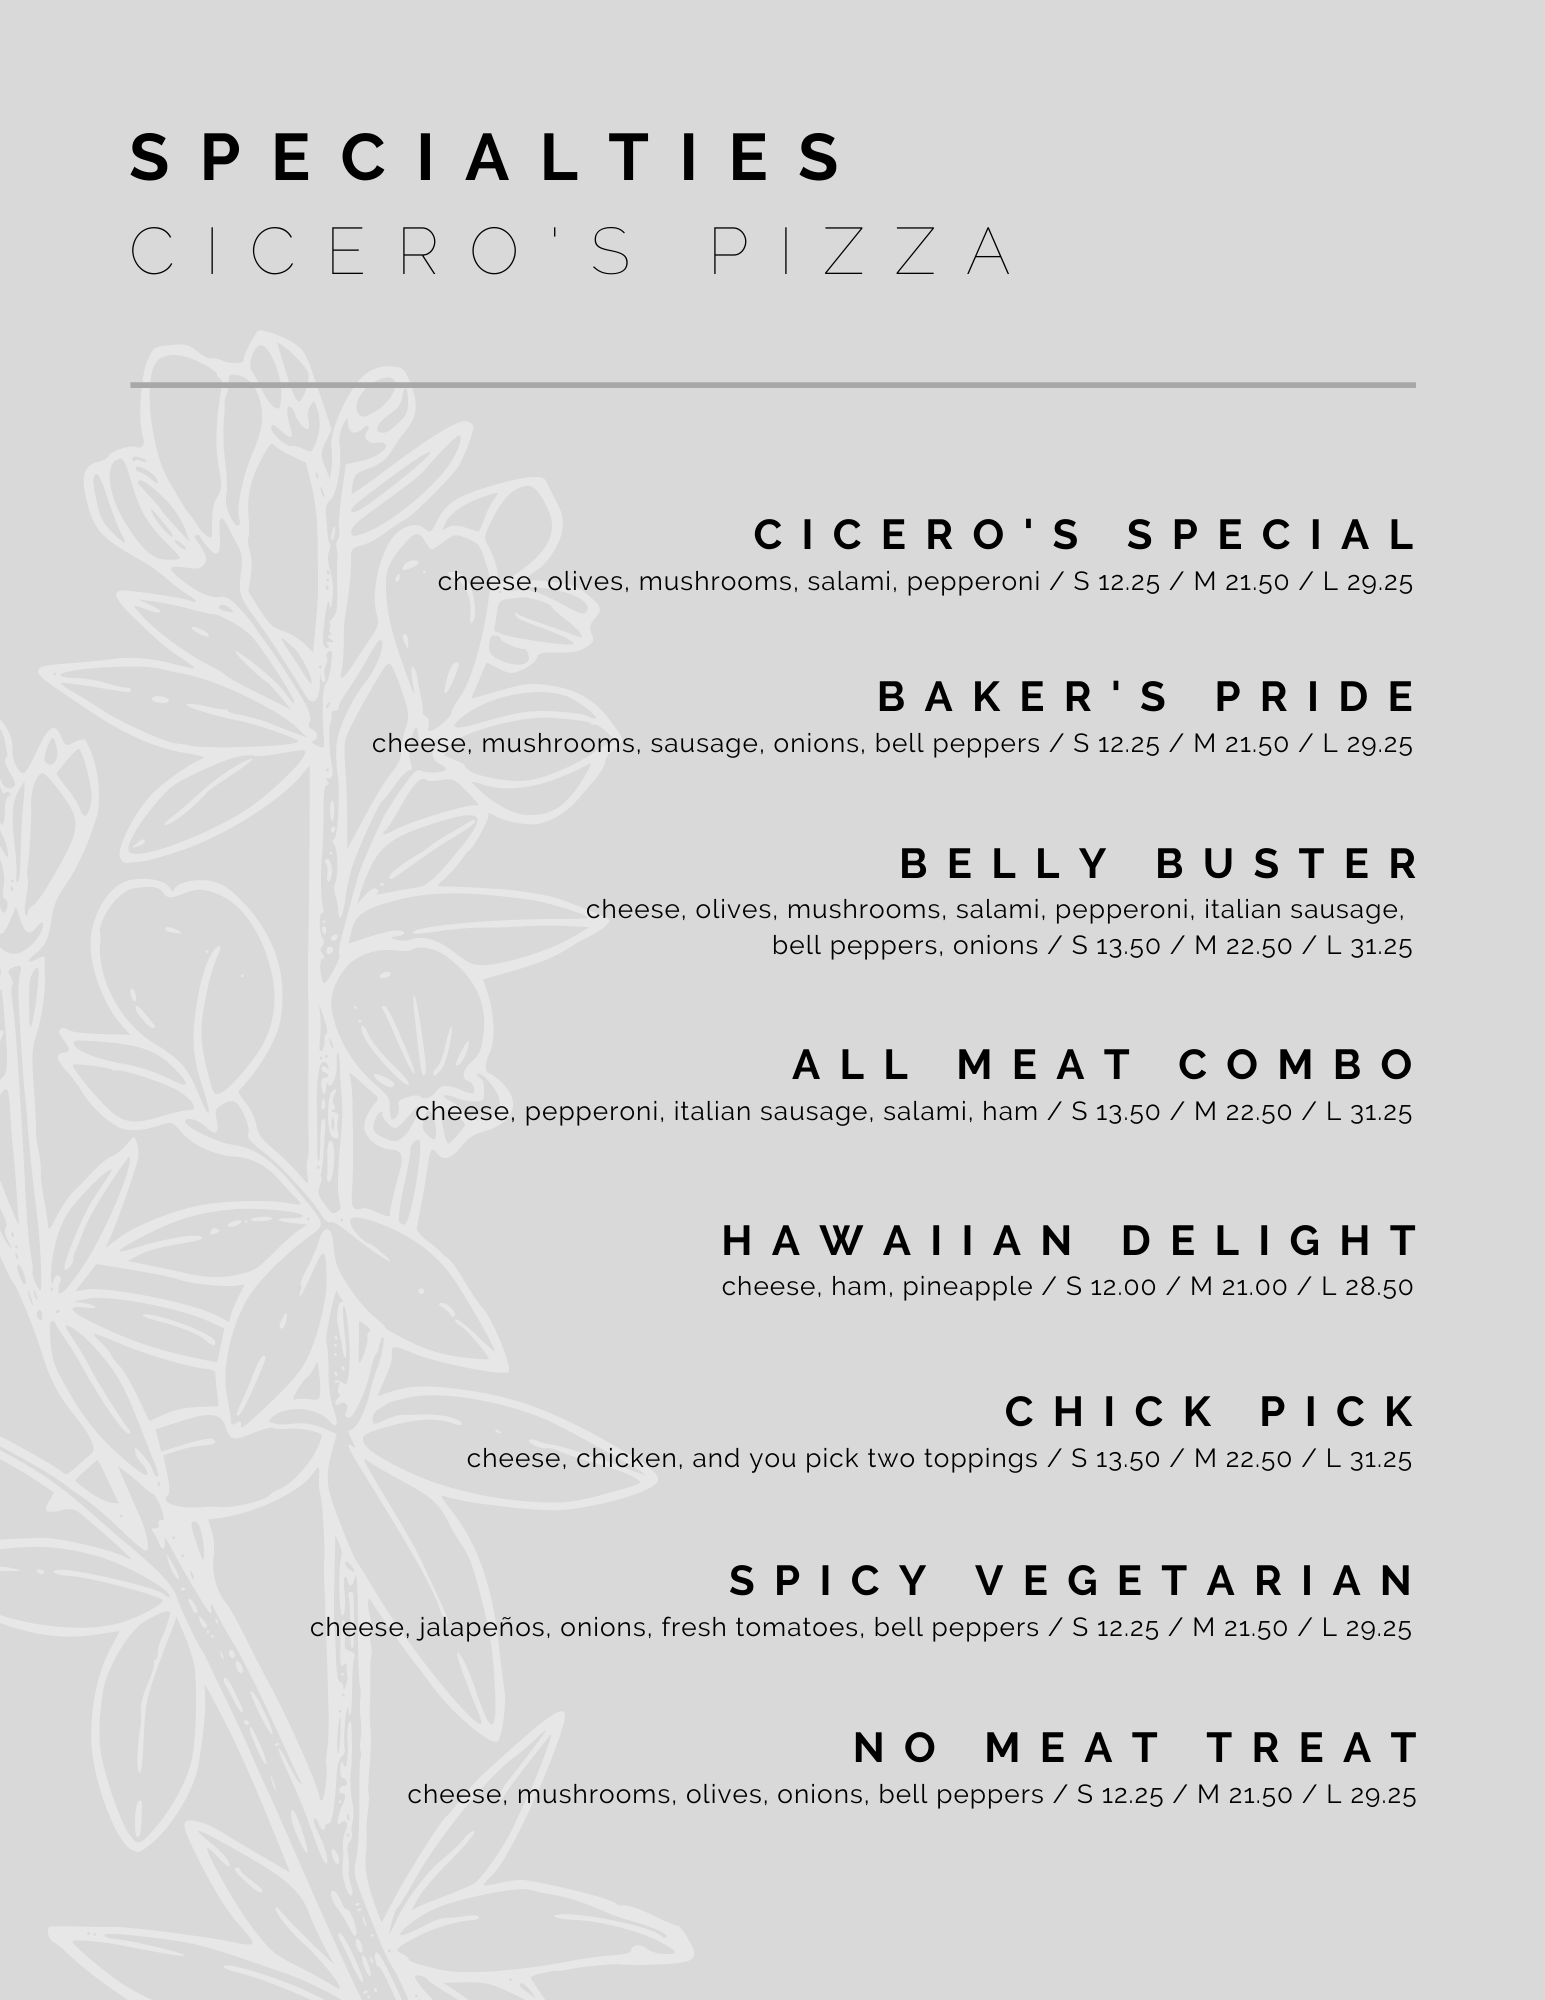 SPECIALTIES
CICERO'S PIZZA
CICERO'S SPECIAL
cheese, olives, mushrooms, salami, pepperoni / S 12.25 / M 21.50 / L 29.25
BAKER'S PRIDE
cheese, mushrooms, sausage, onions, bell peppers / S 12.25 / M 21.50 / L 29.25
BELLY BUSTER
cheese, olives, mushrooms, salami, pepperoni, italian sausage,
bell peppers, onions / S 13.50 / M 22.50 / L 31.25
ALL MEAT COMBO
cheese, pepperoni, italian sausage, salami, ham / S 13.50 / M 22.50 / L 31.25
HAWAIIAN DELIGHT
cheese, ham, pineapple / S 12.00 / M 21.00 / L 28.50
CHICK PICK
cheese, chicken, and you pick two toppings / S 13.50 / M 22.50 / L 31.25
SPICY VEGETARIAN
cheese, jalapeños, onions, fresh tomatoes, bell peppers / S 12.25 / M 21.50 / L 29.25
NO MEAT TREAT
cheese, mushrooms, olives, onions, bell peppers / S 12.25 / M 21.50 / L 29.25